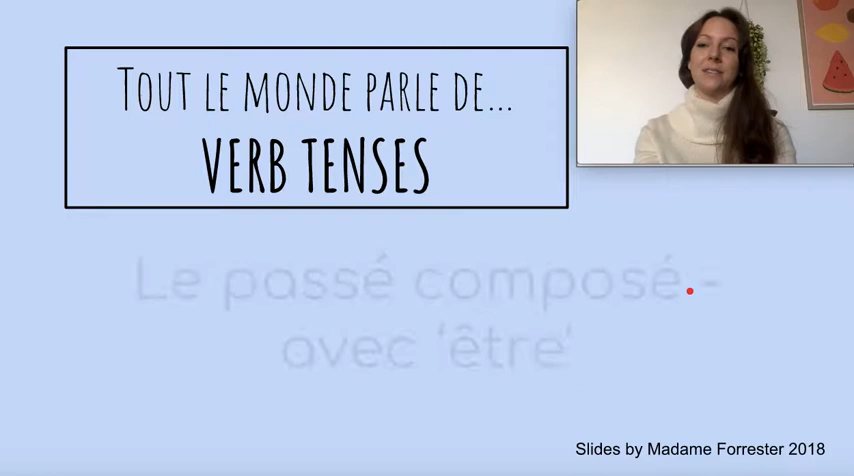 TOUT LE MONDE PARLE DE...
VERB TENSES
Le passé composé -
avec 'être'
Slides by Madame Forrester 2018